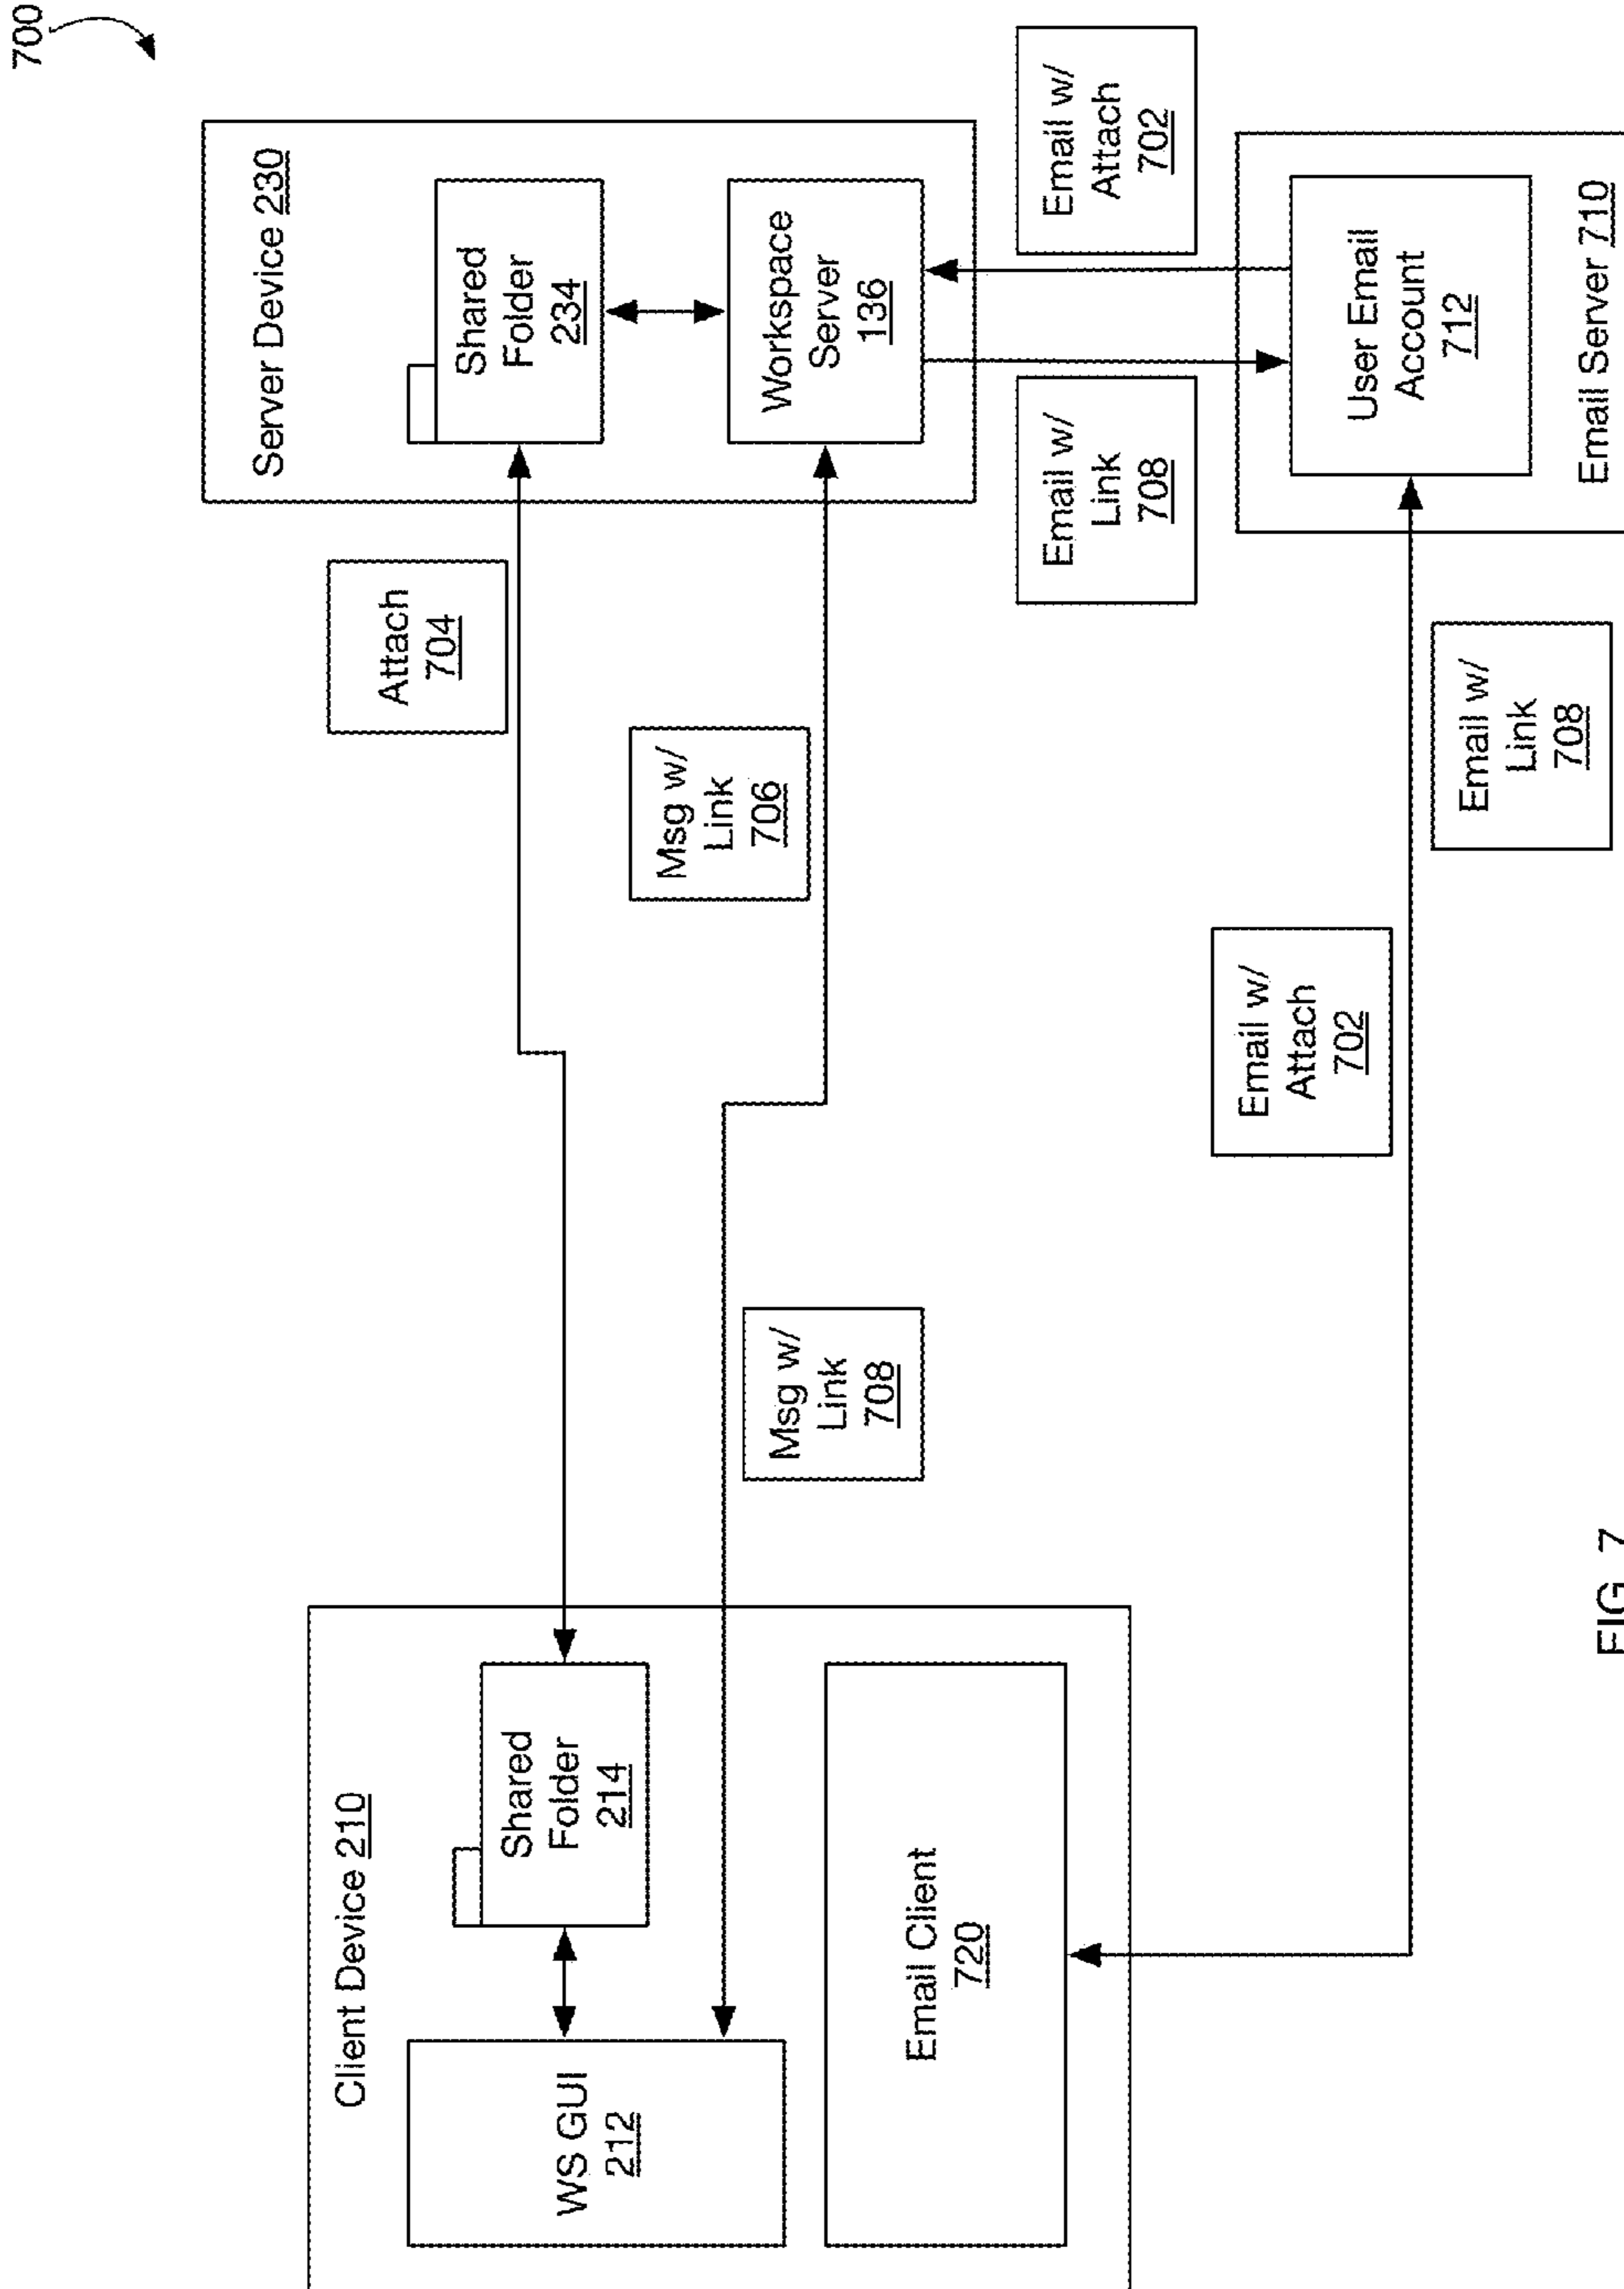 700
Client Device 210
WS GUI
212
Shared
Folder
214
Email Client
720
Msg w/
Link
708
Attach
704
Msg w/
Link
706
Server Device 230
Shared
Folder
234
Workspace
Server
136
Email w/
Link
708
Email w/
Attach
702
Email w/
Attach
702
Email w/
Link
708
User Email
Account
712
Email Server 710
FIG. 7